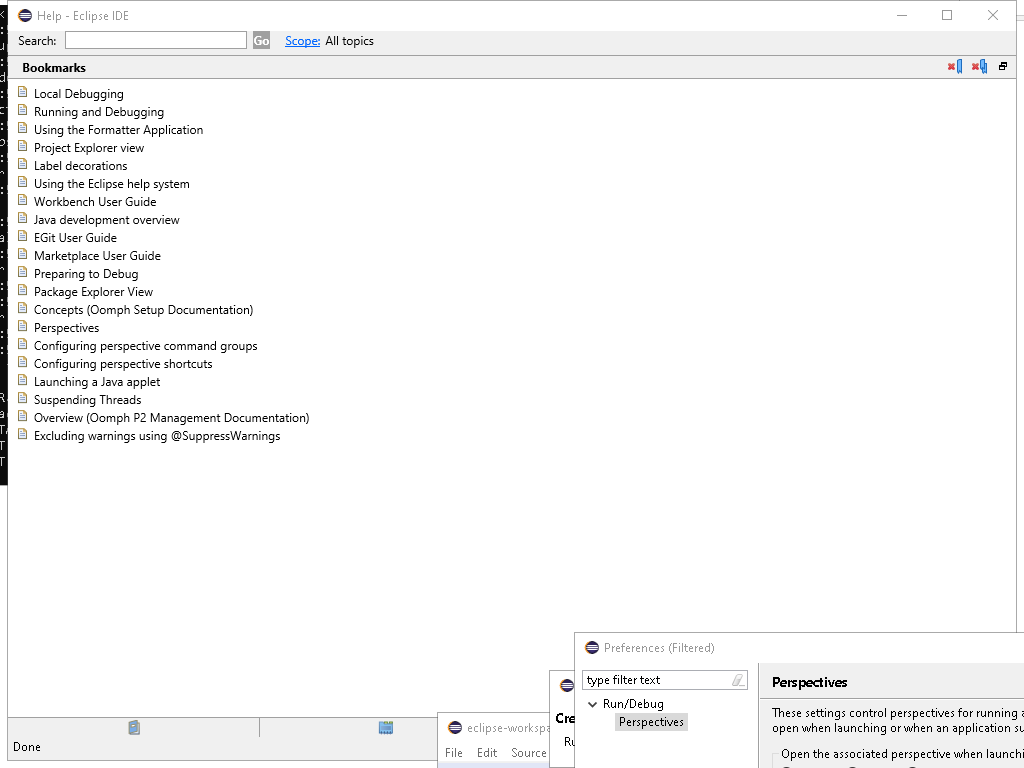 Help - Eclipse IDE
Search: Go Scope: All topics
Bookmarks
Local Debugging
Running and Debugging
Using the Formatter Application
Project Explorer view
Label decorations
Using the Eclipse help system
Workbench User Guide
Java development overview
EGit User Guide
Marketplace User Guide
Preparing to Debug
Package Explorer View
Concepts (Oomph Setup Documentation)
Perspectives
Configuring perspective command groups
Configuring perspective shortcuts
Launching a Java applet
Suspending Threads
Overview (Oomph P2 Management Documentation)
Excluding warnings using @SuppressWarnings
Done
eclipse-workspa
File Edit Source
Cre
Ru
Preferences (Filtered)
type filter text
Run/Debug
Perspectives
Perspectives
These settings control perspectives for running a
open when launching or when an application su
Open the associated perspective when launchi